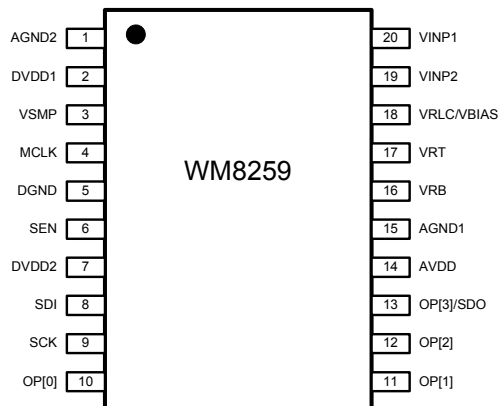 AGND2 1 20 VINP1
DVDD1 2 19 VINP2
VSMP 3 18 VRLC/VBIAS
MCLK 4 17 VRT
WM8259
DGND 5 16 VRB
SEN 6 15 AGND1
DVDD2 7 14 AVDD
SDI 8 13 OP[3]/SDO
SCK 9 12 OP[2]
OP[0] 10 11 OP[1]